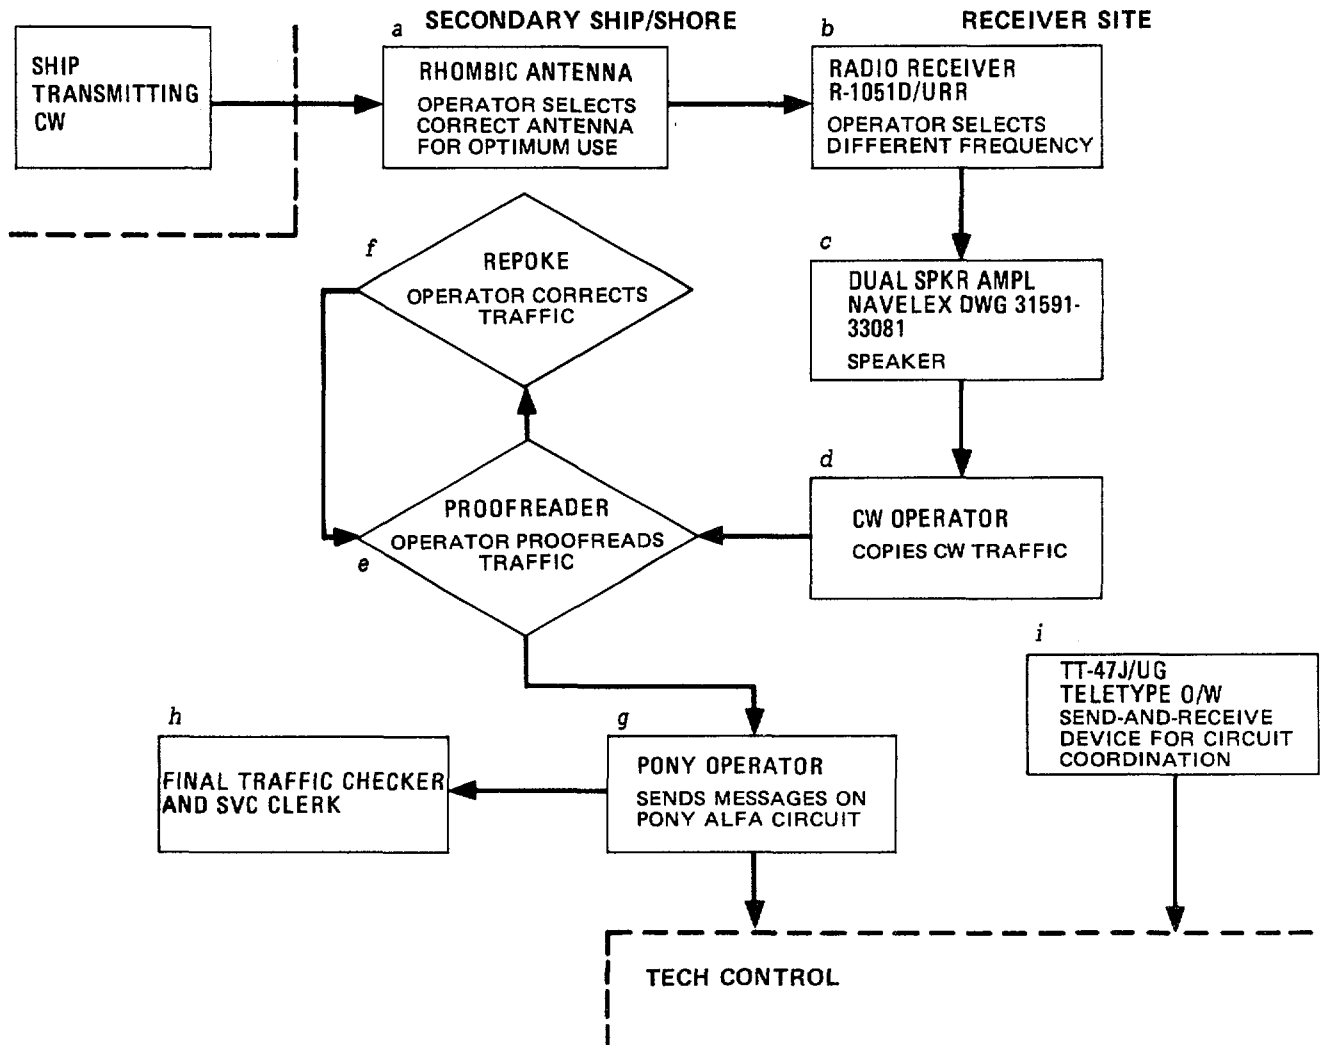 SECONDARY SHIP/SHORE
RECEIVER SITE
SHIP
TRANSMITTING
CW
a
RHOMBIC ANTENNA
OPERATOR SELECTS
CORRECT ANTENNA
FOR OPTIMUM USE
b
RADIO RECEIVER
R-1051D/URR
OPERATOR SELECTS
DIFFERENT FREQUENCY
f
REPOKE
OPERATOR CORRECTS
TRAFFIC
c
DUAL SPKR AMPL
NAVELEX DWG 31591-
33081
SPEAKER
PROOFREADER
OPERATOR PROOFREADS
TRAFFIC
e
d
CW OPERATOR
COPIES CW TRAFFIC
i
TT-47J/UG
TELETYPE O/W
SEND-AND-RECEIVE
DEVICE FOR CIRCUIT
COORDINATION
h
FINAL TRAFFIC CHECKER
AND SVC CLERK
g
PONY OPERATOR
SENDS MESSAGES ON
PONY ALFA CIRCUIT
TECH CONTROL